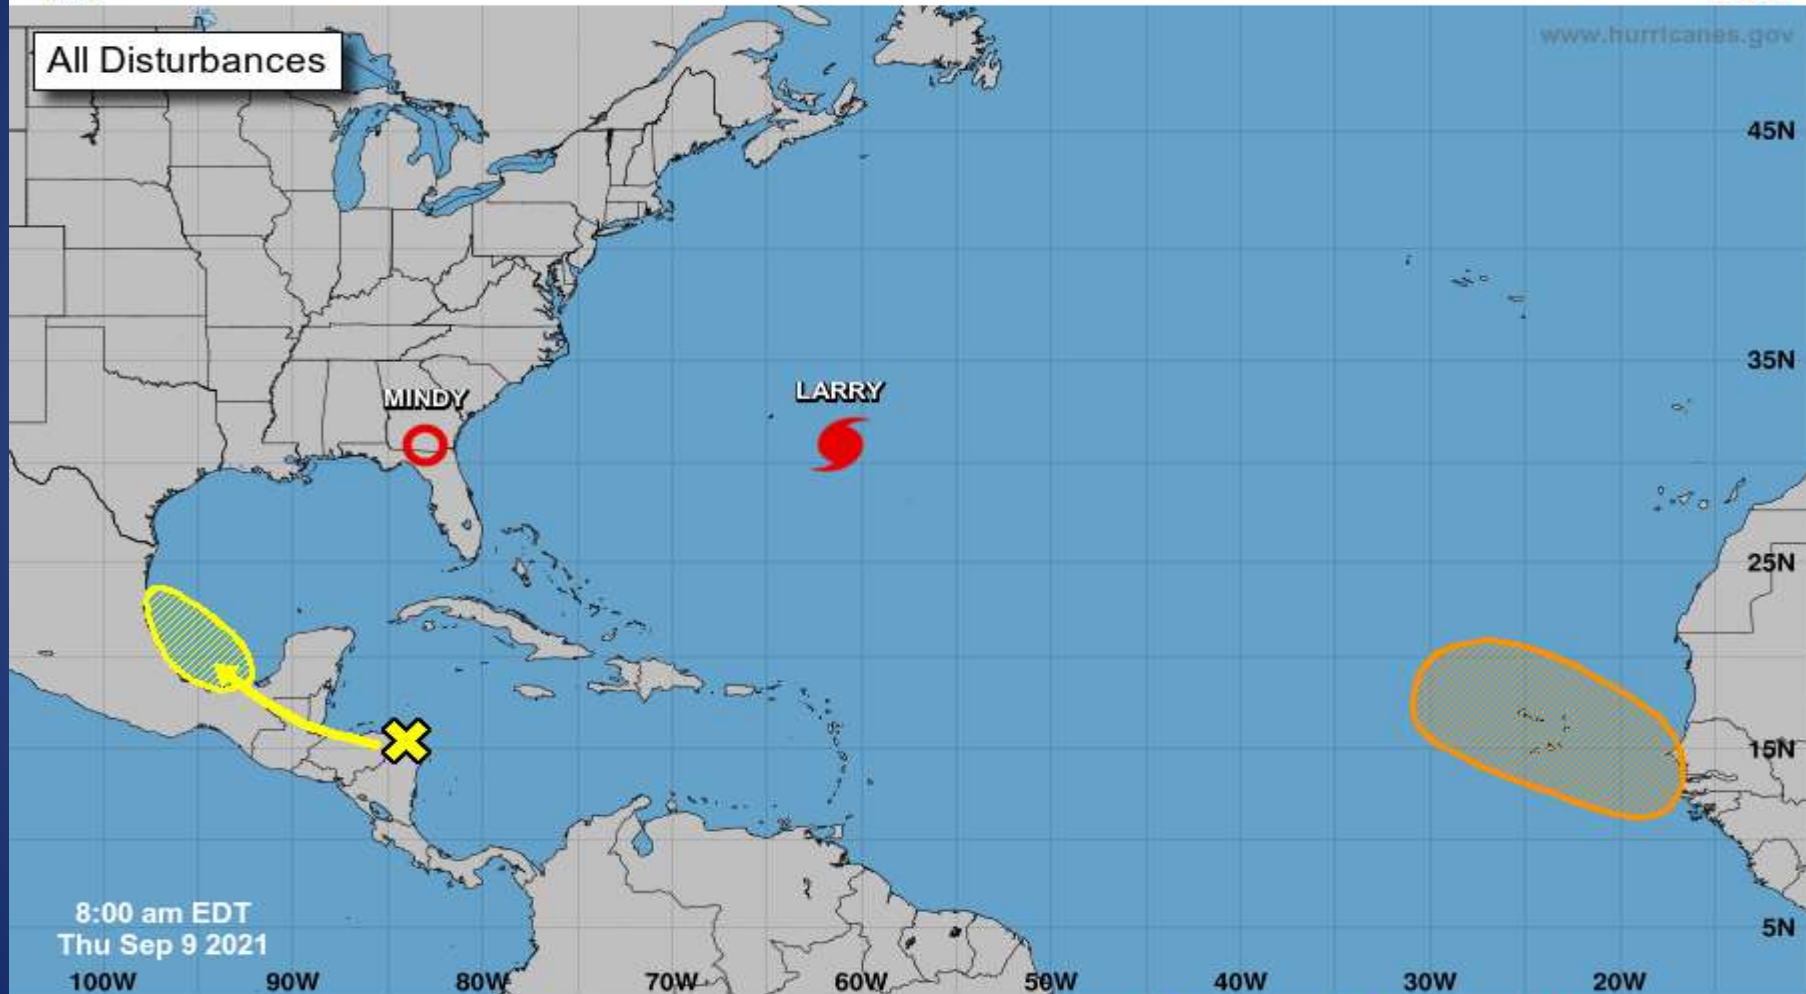 All Disturbances
www.hurricanes.gov
45N
35N
LARRY
MINDY
25N
15N
8:00 am EDT
Thu Sep 9 2021
5N
100W 90W 80W 70W 60W 50W 40W 30W 20W